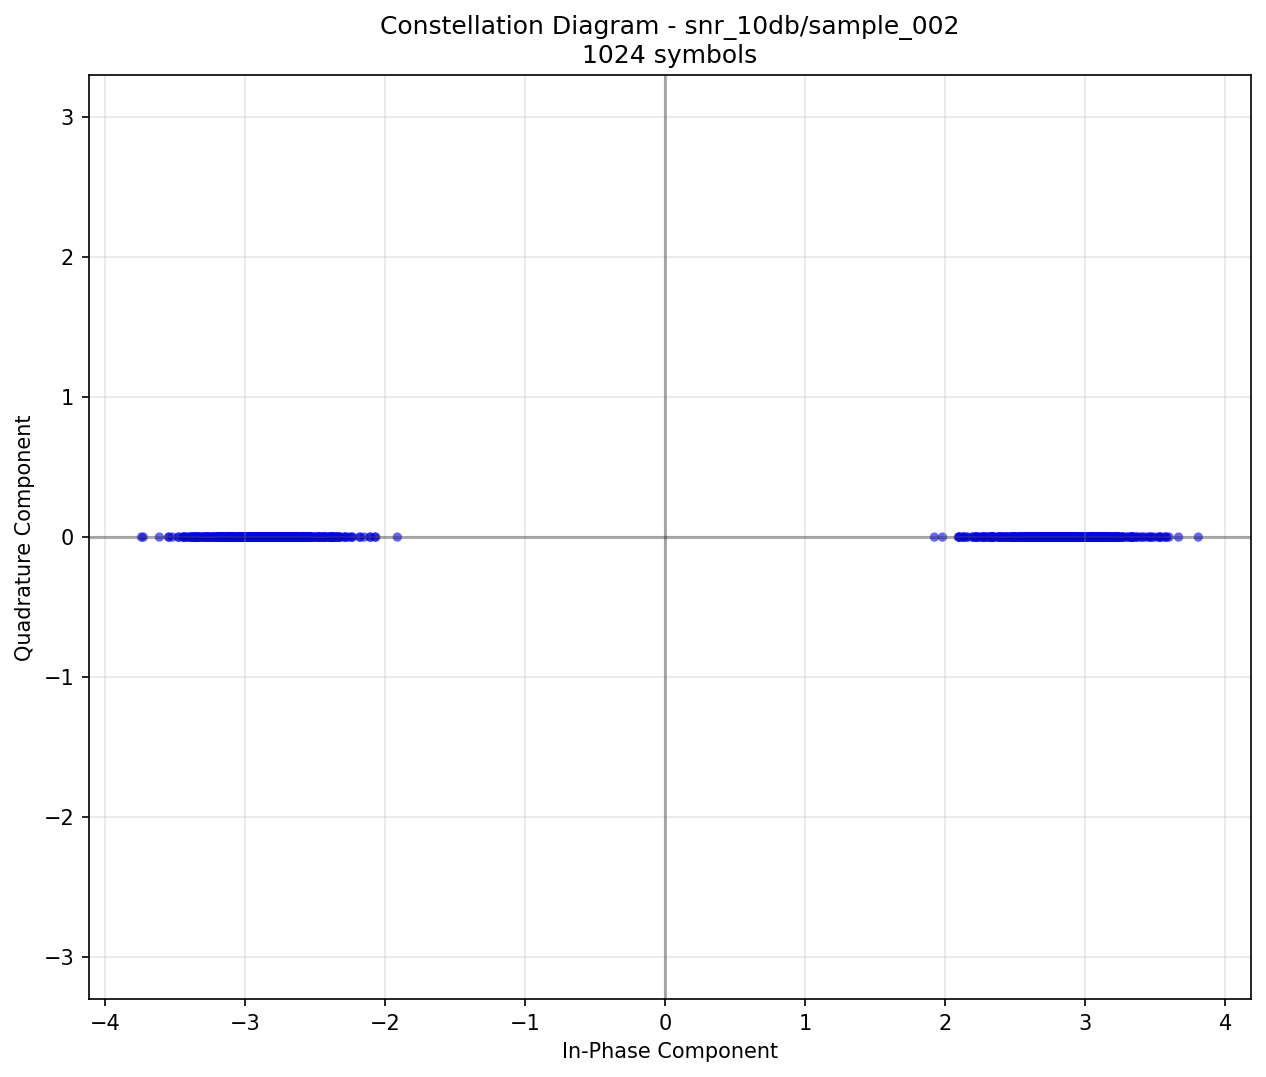 Constellation Diagram - snr_10db/sample_002
1024 symbols
3
2
1
0
−1
−2
−3
Quadrature Component
−4 −3 −2 −1 0 1 2 3 4
In-Phase Component